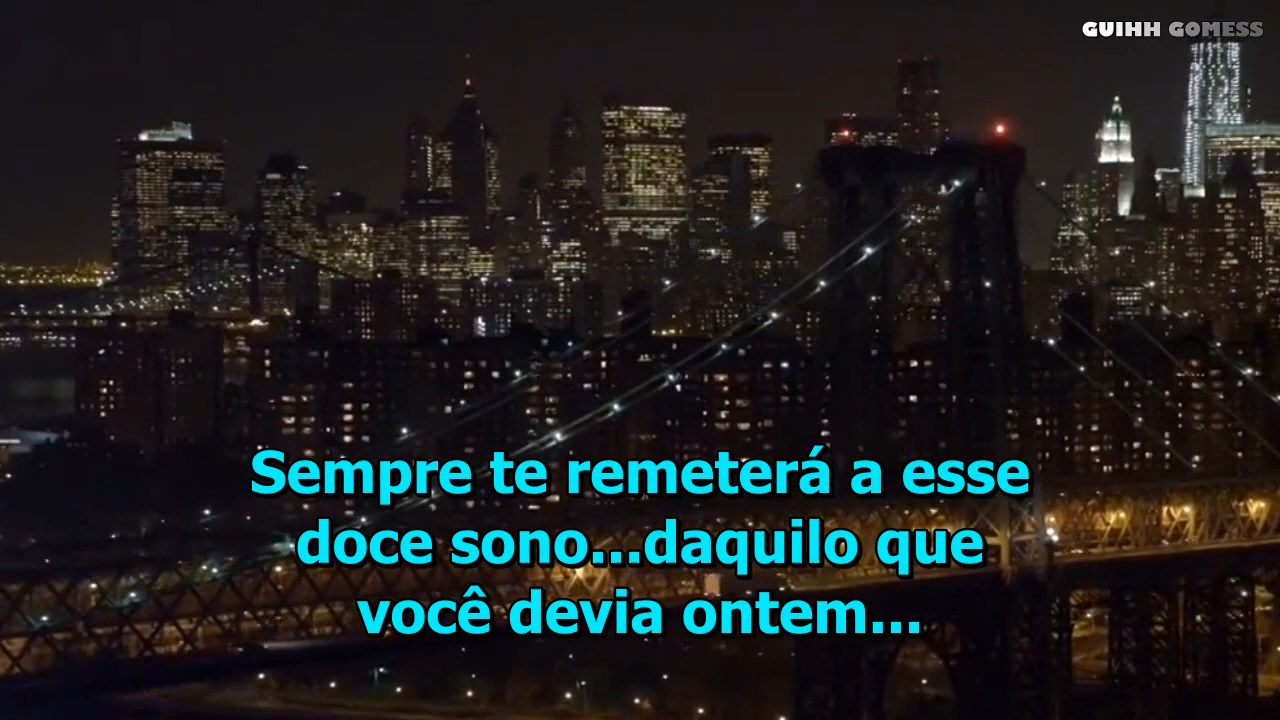 GUIHH GOMESS
Sempre te remeterá a esse
doce sono...daquilo que
você devia ontem...